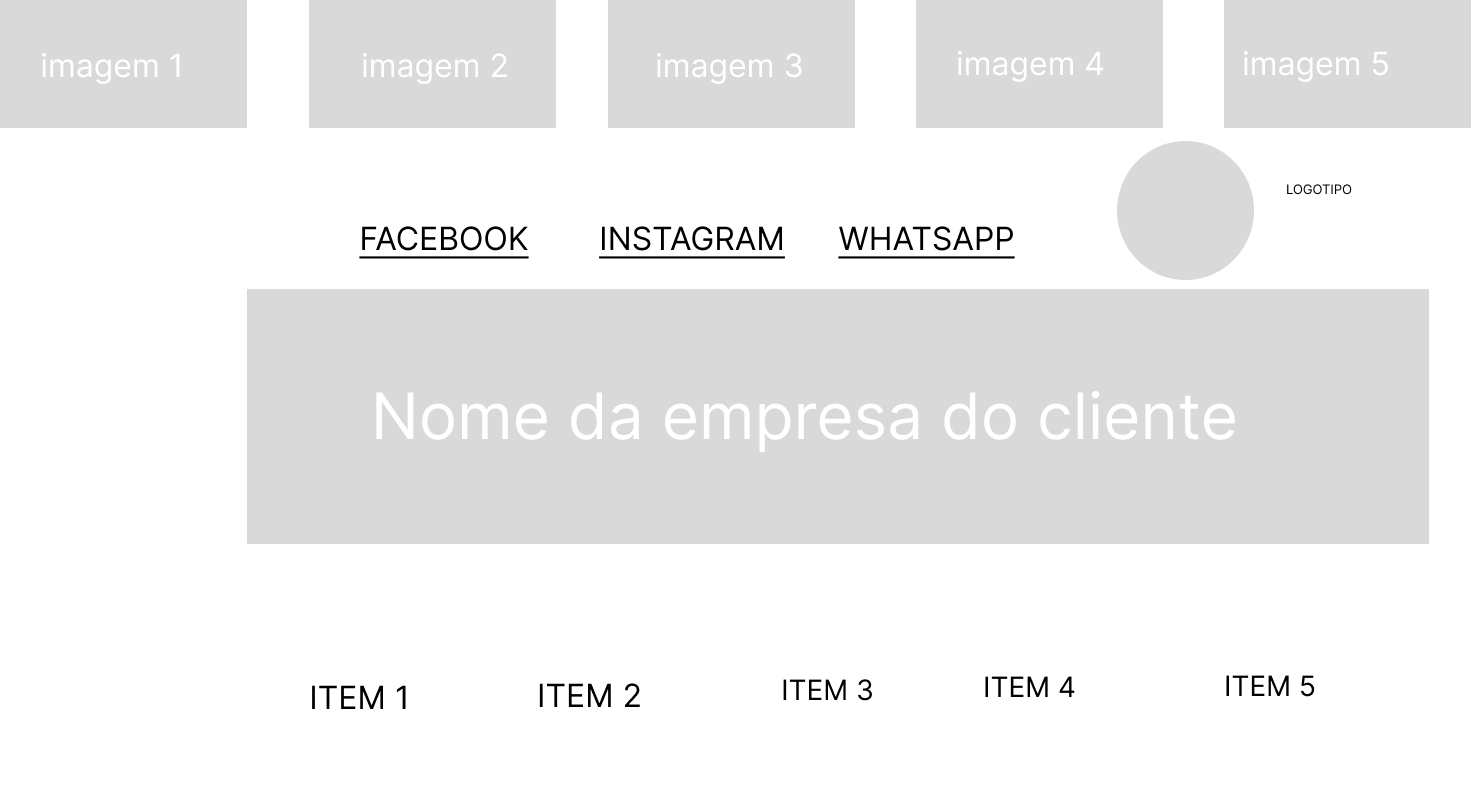 imagem 1
imagem 2
imagem 3
imagem 4
imagem 5
LOGOTIPO
FACEBOOK
INSTAGRAM
WHATSAPP
Nome da empresa do cliente
ITEM 1
ITEM 2
ITEM 3
ITEM 4
ITEM 5